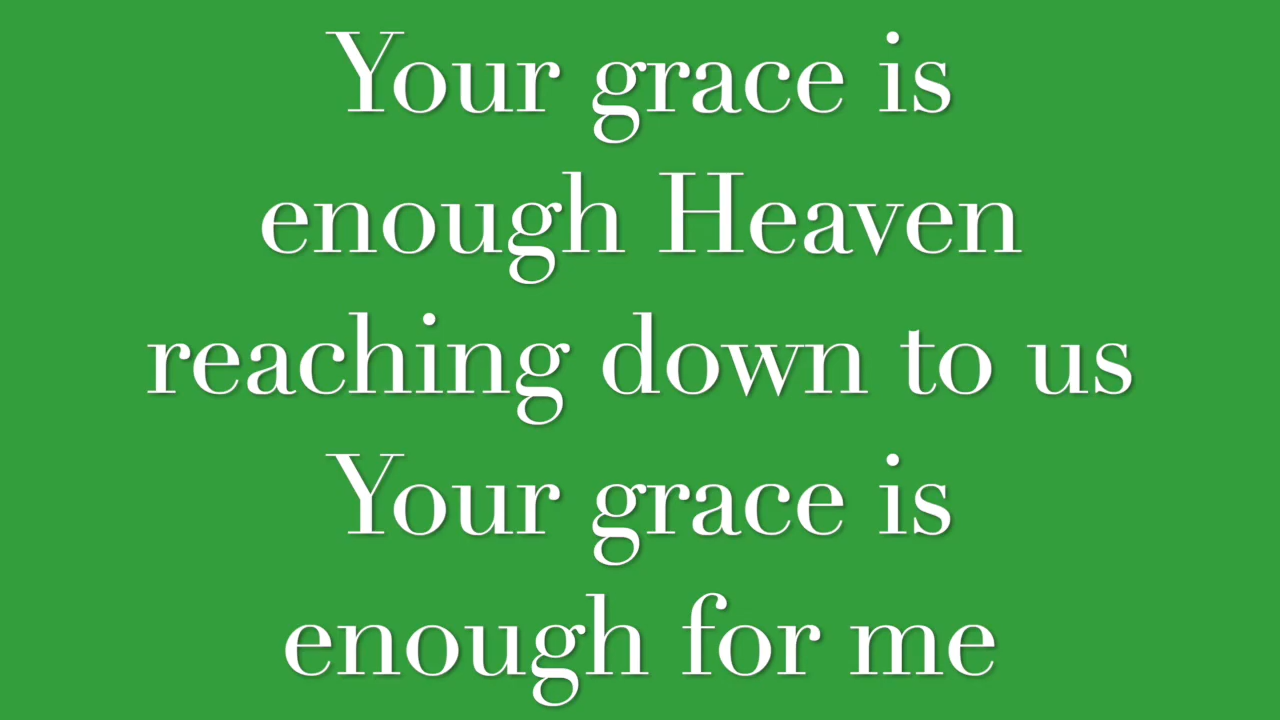 Your grace is
enough Heaven
reaching down to us
Your grace is
enough for me